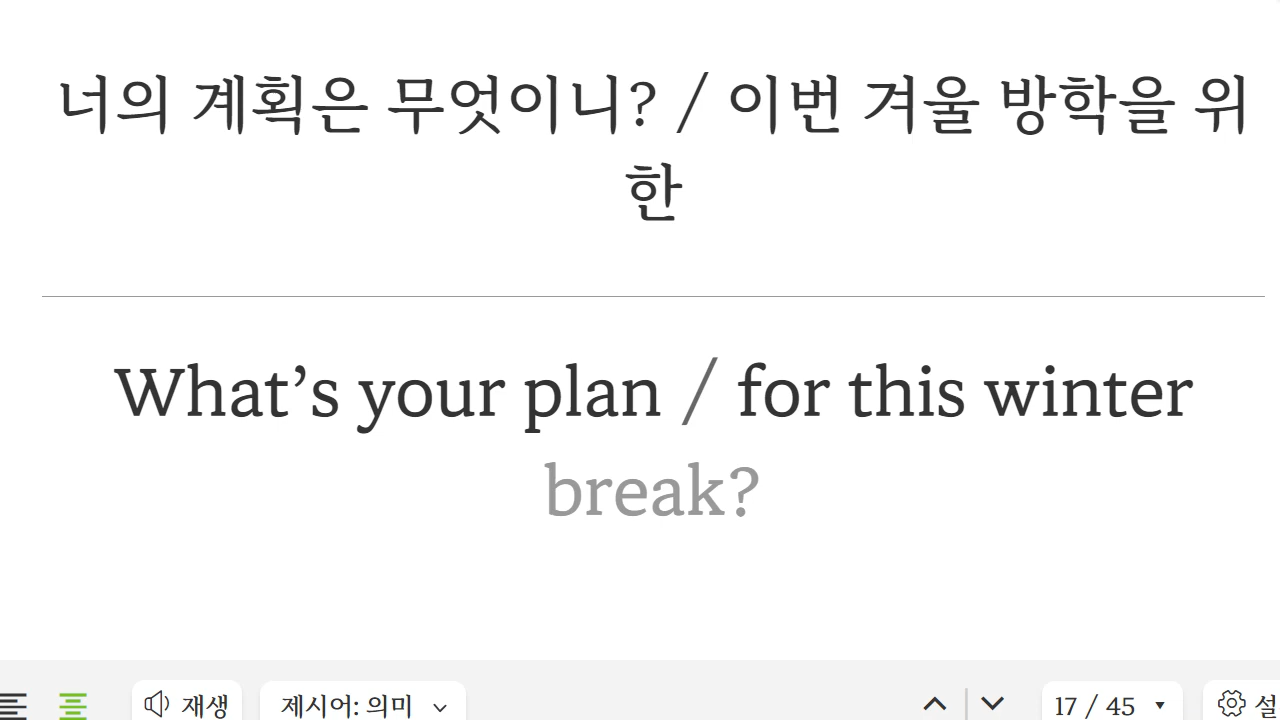 너의 계획은 무엇이니? / 이번 겨울 방학을 위
한
What’s your plan / for this winter
break?
재생 제시어: 의미 17 / 45 설